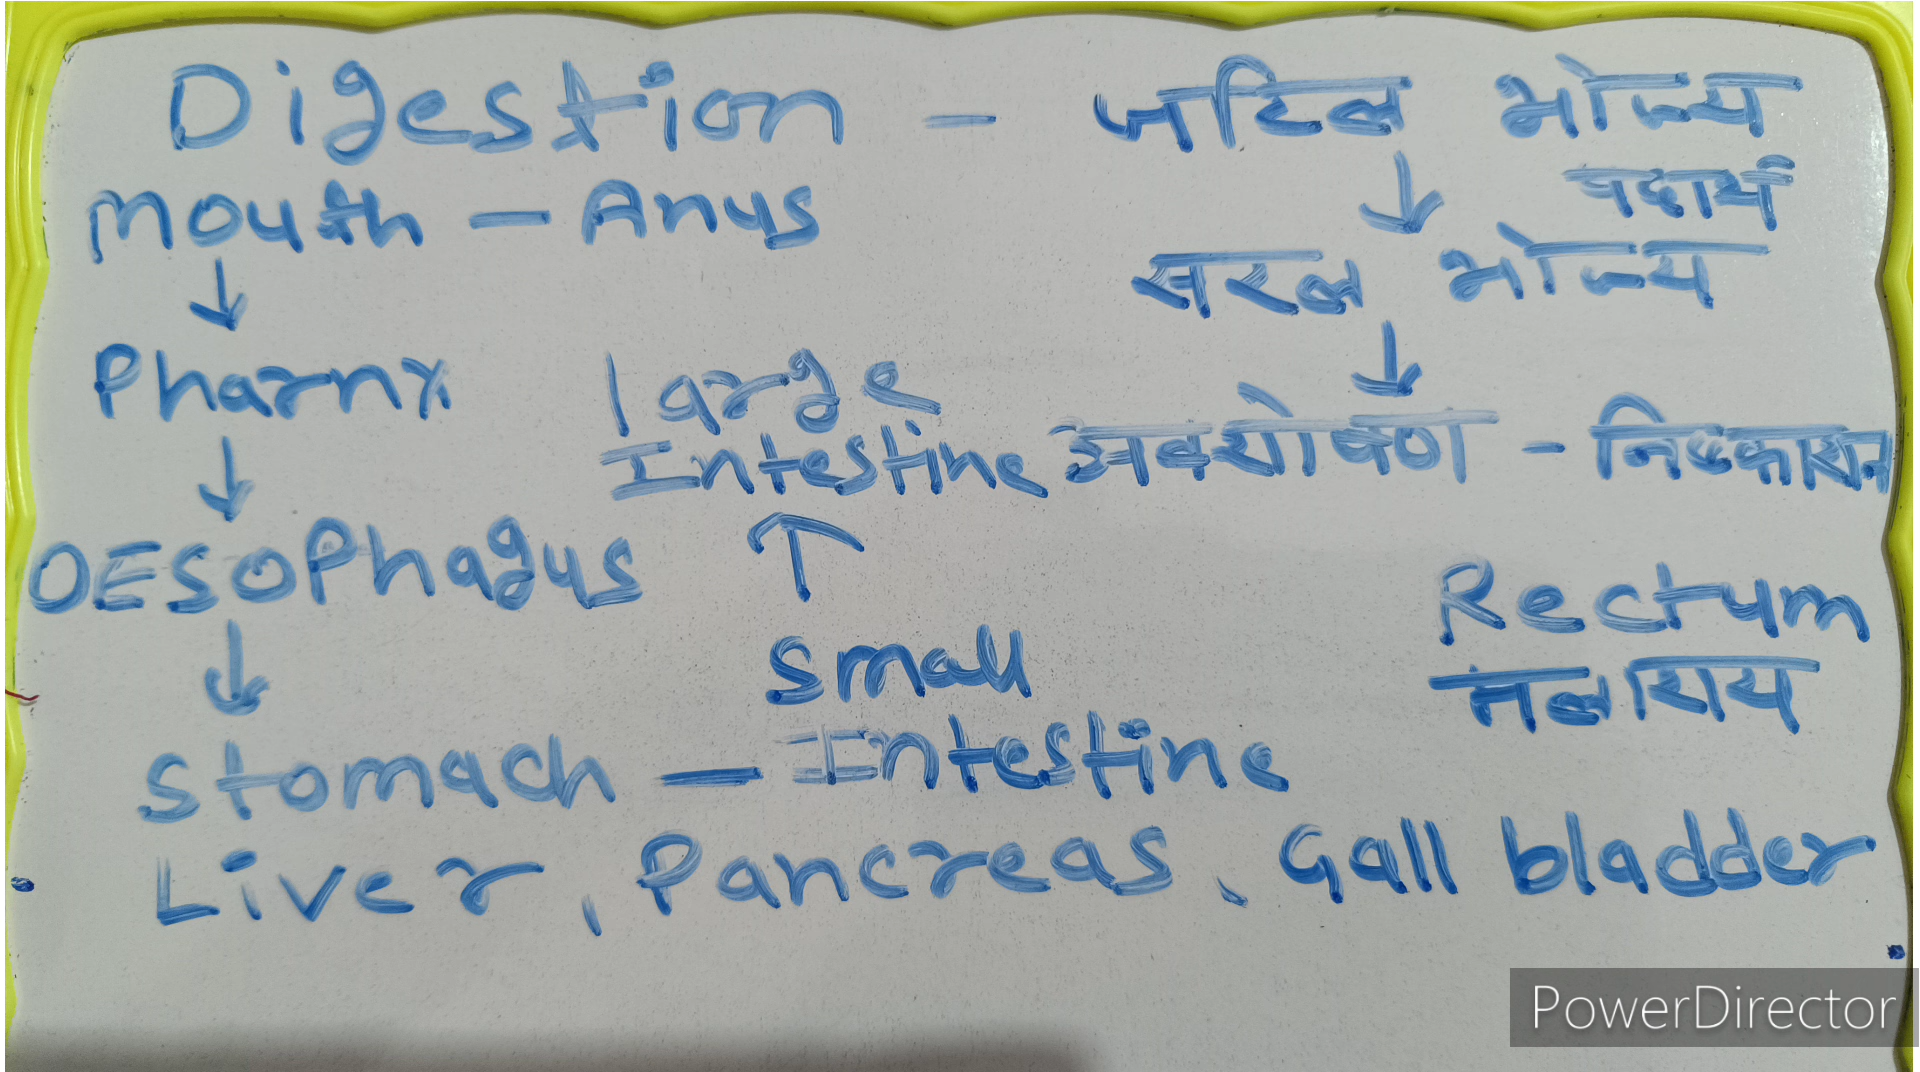 Digestion – जटिल भोज्य
पदार्थ
Mouth – Anus
↓
↓
सरल भोज्य
Pharnx
↓
large
Intestine
अवशोषण – निष्काशन
↓
↑
OESOPhagus
Rectum
मलाशय
↓
Small
Stomach – Intestine
Liver, Pancreas, Gall bladder
PowerDirector